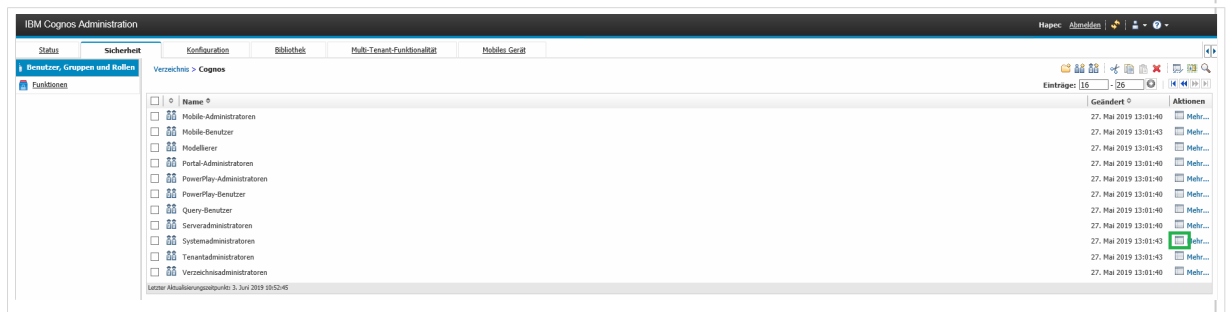 IBM Cognos Administration
Hapec Abmelden
Status Sicherheit Konfiguration Bibliothek Multi-Tenant-Funktionalität Mobiles Gerät
Benutzer, Gruppen und Rollen
Funktionen
Verzeichnis > Cognos
Einträge: 16 - 26
Name Geändert Aktionen
Mobile-Administratoren 27. Mai 2019 13:01:40 Mehr...
Mobile-Benutzer 27. Mai 2019 13:01:43 Mehr...
Modellierer 27. Mai 2019 13:01:43 Mehr...
Portal-Administratoren 27. Mai 2019 13:01:40 Mehr...
PowerPlay-Administratoren 27. Mai 2019 13:01:40 Mehr...
PowerPlay-Benutzer 27. Mai 2019 13:01:40 Mehr...
Query-Benutzer 27. Mai 2019 13:01:40 Mehr...
Serveradministratoren 27. Mai 2019 13:01:40 Mehr...
Systemadministratoren 27. Mai 2019 13:01:43 Mehr...
Tenantadministratoren 27. Mai 2019 13:01:43 Mehr...
Verzeichnisadministratoren 27. Mai 2019 13:01:40 Mehr...
Letzter Aktualisierungszeitpunkt: 3. Juni 2019 10:52:45